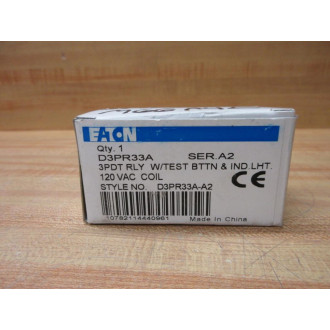 EATON
Qty. 1
D3PR33A SER.A2
3PDT RLY W/TEST BTTN & IND.LHT.
120 VAC COIL
STYLE NO. D3PR33A-A2
CE
10782114440961
Made In China